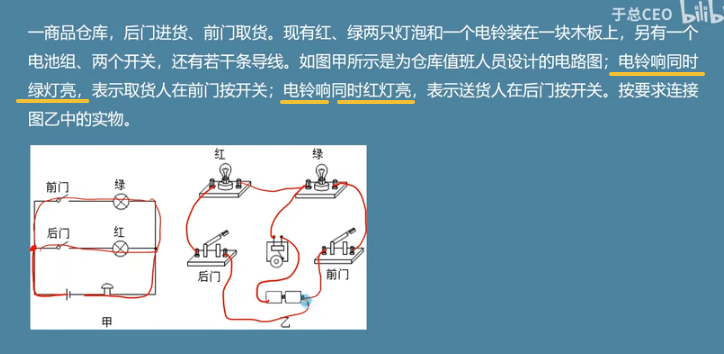 于总CEO bilibili
一商品仓库，后门进货、前门取货。现有红、绿两只灯泡和一个电铃装在一块木板上，另有一个
电池组、两个开关，还有若干条导线。如图甲所示是为仓库值班人员设计的电路图；电铃响同时
绿灯亮，表示取货人在前门按开关；电铃响同时红灯亮，表示送货人在后门按开关。按要求连接
图乙中的实物。
红 绿
前门 绿
后门 红
后门 前门
甲 乙